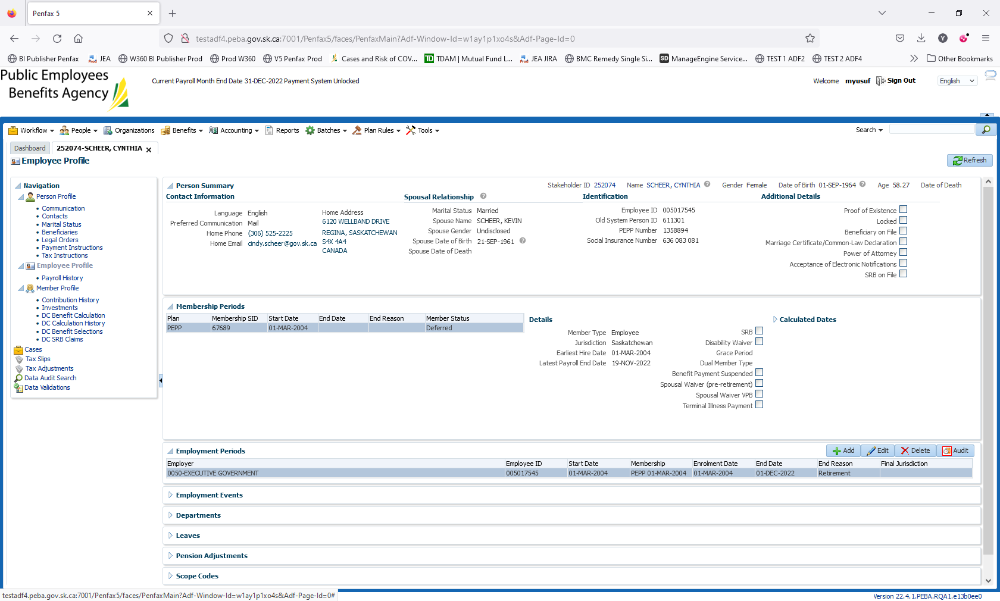 Penfax 5
testadf4.peba.gov.sk.ca:7001/Penfax5/faces/PenfaxMain?Adf-Window-Id=w1ay1p1xo4s&Adf-Page-Id=0
BI Publisher Penfax JEA W360 BI Publisher Prod Prod W360 V5 Penfax Prod Cases and Risk of COV... TDAM | Mutual Fund L... JEA JIRA BMC Remedy Single Si... ManageEngine Service... TEST 1 ADF2 TEST 2 ADF4 Other Bookmarks
Public Employees
Benefits Agency
Current Payroll Month End Date 31-DEC-2022 Payment System Unlocked
Welcome myusuf Sign Out English
Workflow People Organizations Benefits Accounting Reports Batches Plan Rules Tools Search
Dashboard 252074-SCHEER, CYNTHIA
Employee Profile
Refresh
Navigation
Person Profile
Communication
Contacts
Marital Status
Beneficiaries
Legal Orders
Payment Instructions
Tax Instructions
Employee Profile
Payroll History
Member Profile
Contribution History
Investments
DC Benefit Calculation
DC Calculation History
DC Benefit Selections
DC SRB Claims
Cases
Tax Slips
Tax Adjustments
Data Audit Search
Data Validations
Person Summary
Stakeholder ID 252074 Name SCHEER, CYNTHIA Gender Female Date of Birth 01-SEP-1964 Age 58.27 Date of Death
Contact Information
Language English
Preferred Communication Mail
Home Phone (306) 525-2225
Home Email cindy.scheer@gov.sk.ca
Home Address
6120 WELLBAND DRIVE
REGINA, SASKATCHEWAN
S4X 4A4
CANADA
Spousal Relationship
Marital Status Married
Spouse Name SCHEER, KEVIN
Spouse Gender Undisclosed
Spouse Date of Birth 21-SEP-1961
Spouse Date of Death
Identification
Employee ID 005017545
Old System Person ID 611301
PEPP Number 1358894
Social Insurance Number 636 083 081
Additional Details
Proof of Existence
Locked
Beneficiary on File
Marriage Certificate/Common-Law Declaration
Power of Attorney
Acceptance of Electronic Notifications
SRB on File
Membership Periods
Plan Membership SID Start Date End Date End Reason Member Status
PEPP 67689 01-MAR-2004 Deferred
Details
Member Type Employee
Jurisdiction Saskatchewan
Earliest Hire Date 01-MAR-2004
Latest Payroll End Date 19-NOV-2022
SRB
Disability Waiver
Grace Period
Dual Member Type
Benefit Payment Suspended
Spousal Waiver (pre-retirement)
Spousal Waiver VPB
Terminal Illness Payment
Calculated Dates
Employment Periods
Add Edit Delete Audit
Employer Employee ID Start Date Membership Enrolment Date End Date End Reason Final Jurisdiction
0050-EXECUTIVE GOVERNMENT 005017545 01-MAR-2004 PEPP 01-MAR-2004 01-MAR-2004 01-DEC-2022 Retirement
Employment Events
Departments
Leaves
Pension Adjustments
Scope Codes
testadf4.peba.gov.sk.ca:7001/Penfax5/faces/PenfaxMain?Adf-Window-Id=w1ay1p1xo4s&Adf-Page-Id=0#
Version 22.4.1.PEBA.RQA1.e13b0ee0